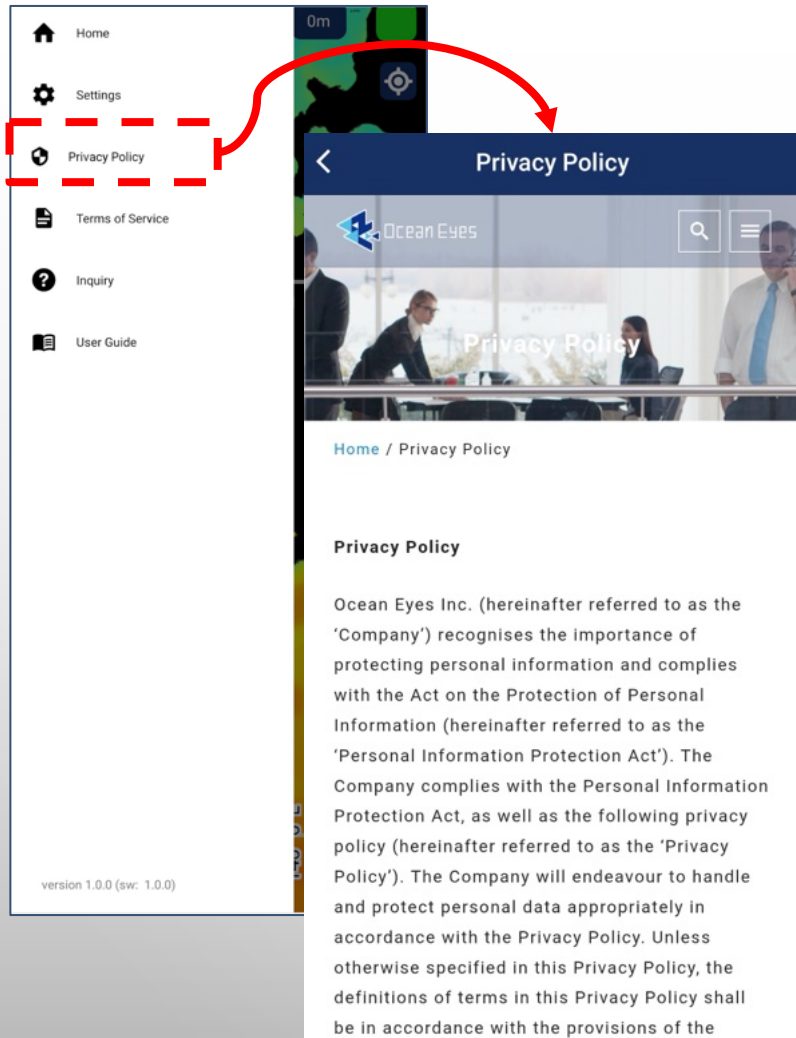 Home
Settings
Privacy Policy
Terms of Service
Inquiry
User Guide
version 1.0.0 (sw: 1.0.0)
0m
Privacy Policy
Ocean Eyes
Privacy Policy
Home / Privacy Policy
Privacy Policy
Ocean Eyes Inc. (hereinafter referred to as the
‘Company’) recognises the importance of
protecting personal information and complies
with the Act on the Protection of Personal
Information (hereinafter referred to as the
‘Personal Information Protection Act’). The
Company complies with the Personal Information
Protection Act, as well as the following privacy
policy (hereinafter referred to as the ‘Privacy
Policy’). The Company will endeavour to handle
and protect personal data appropriately in
accordance with the Privacy Policy. Unless
otherwise specified in this Privacy Policy, the
definitions of terms in this Privacy Policy shall
be in accordance with the provisions of the